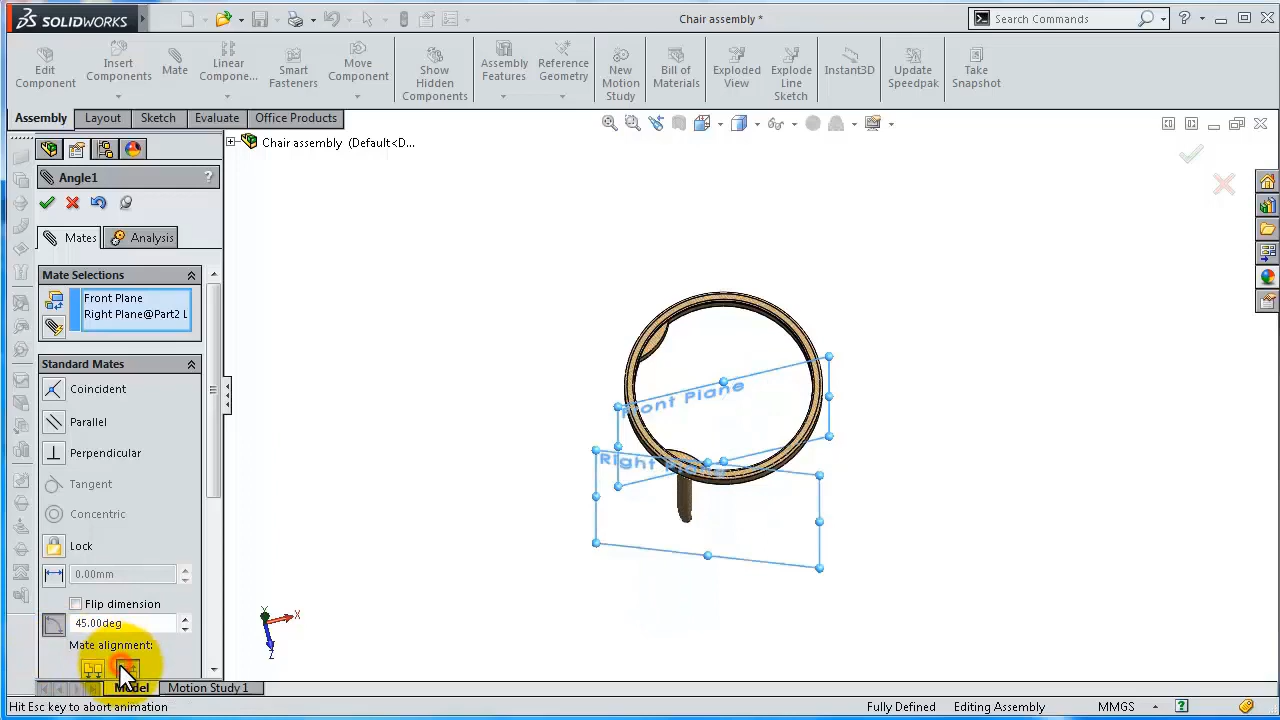 SOLIDWORKS
Chair assembly *
Search Commands
Edit Component
Insert Components
Mate
Linear Compone...
Smart Fasteners
Move Component
Show Hidden Components
Assembly Features
Reference Geometry
New Motion Study
Bill of Materials
Exploded View
Explode Line Sketch
Instant3D
Update Speedpak
Take Snapshot
Assembly
Layout
Sketch
Evaluate
Office Products
Chair assembly (Default<D...
Angle1
?
Mates
Analysis
Mate Selections
Front Plane
Right Plane@Part2 L
Standard Mates
Coincident
Parallel
Perpendicular
Tangent
Concentric
Lock
0.00mm
Flip dimension
45.00deg
Mate alignment:
Front Plane
Right Plane
Y
X
Z
Model
Motion Study 1
Hit Esc key to abort animation
Fully Defined
Editing Assembly
MMGS
?